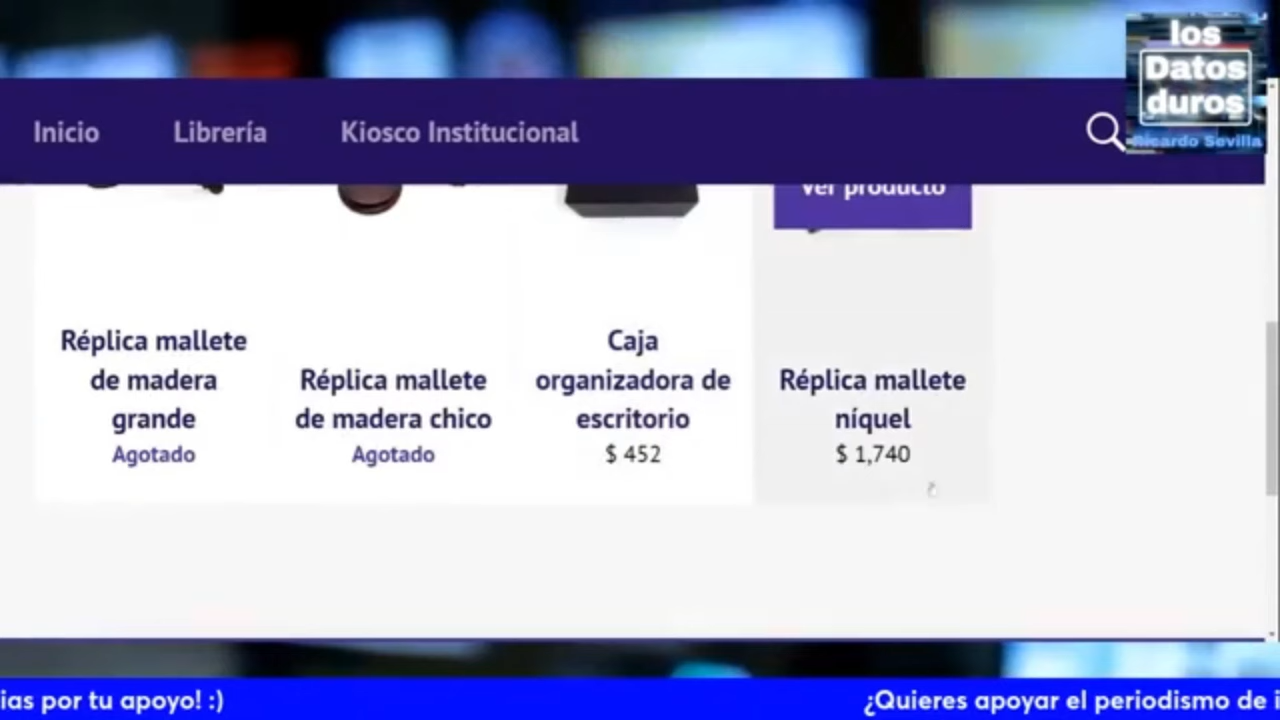 los
Datos
duros
Ricardo Sevilla
Inicio
Librería
Kiosco Institucional
Ver producto
Réplica mallete
de madera
grande
Agotado
Réplica mallete
de madera chico
Agotado
Caja
organizadora de
escritorio
$ 452
Réplica mallete
níquel
$ 1,740
ias por tu apoyo! :)
¿Quieres apoyar el periodismo de i